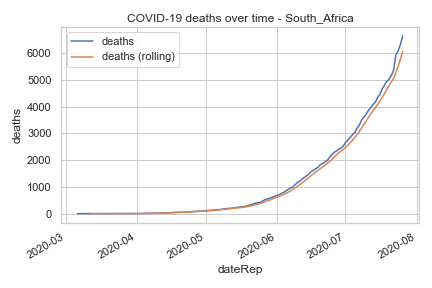 COVID-19 deaths over time - South_Africa
deaths
deaths (rolling)
deaths
6000
5000
4000
3000
2000
1000
0
2020-03
2020-04
2020-05
2020-06
2020-07
2020-08
dateRep